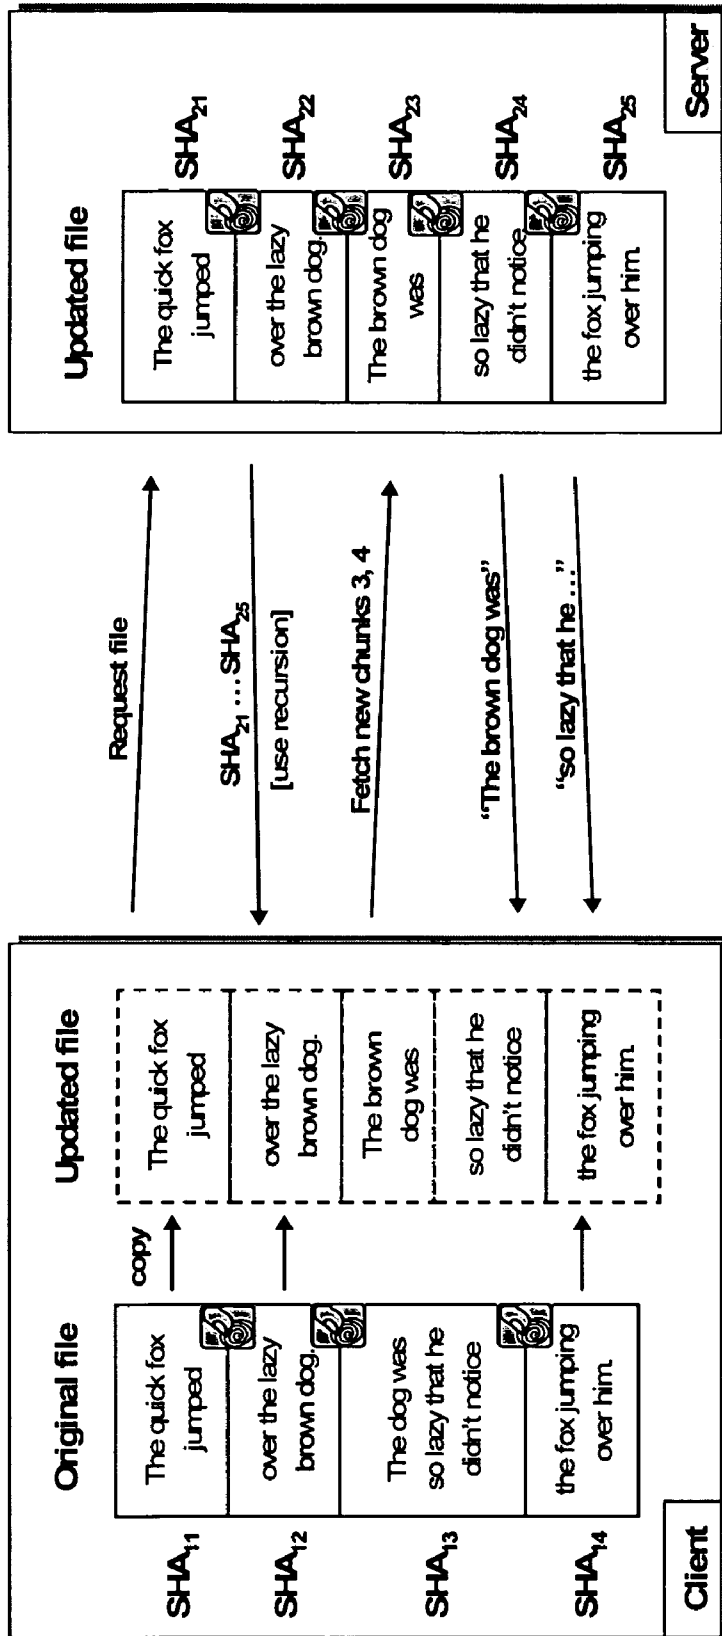 Original file
SHA₁₁
The quick fox
jumped
SHA₁₂
over the lazy
brown dog.
SHA₁₃
The dog was
so lazy that he
didn't notice
SHA₁₄
the fox jumping
over him.
Client
copy
Updated file
The quick fox
jumped
over the lazy
brown dog.
The brown
dog was
so lazy that he
didn't notice
the fox jumping
over him.
Request file
SHA₂₁ ... SHA₂₅
[use recursion]
Fetch new chunks 3, 4
“The brown dog was”
“so lazy that he ...”
Updated file
The quick fox
jumped
SHA₂₁
over the lazy
brown dog.
SHA₂₂
The brown dog
was
SHA₂₃
so lazy that he
didn't notice
SHA₂₄
the fox jumping
over him.
SHA₂₅
Server